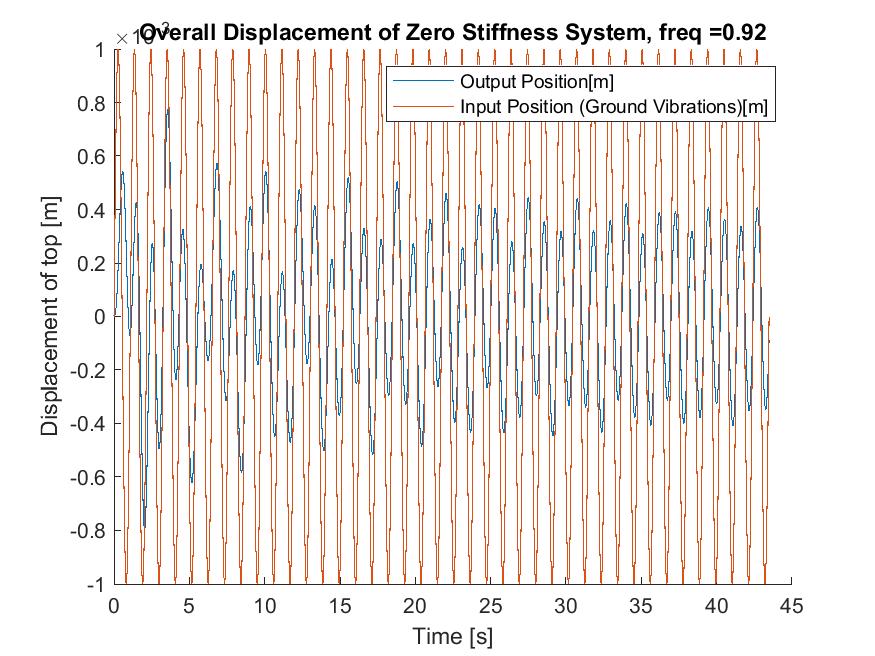 Overall Displacement of Zero Stiffness System, freq =0.92
×10-3
1
0.8
0.6
0.4
0.2
0
-0.2
-0.4
-0.6
-0.8
-1
Displacement of top [m]
Output Position[m]
Input Position (Ground Vibrations)[m]
0 5 10 15 20 25 30 35 40 45
Time [s]